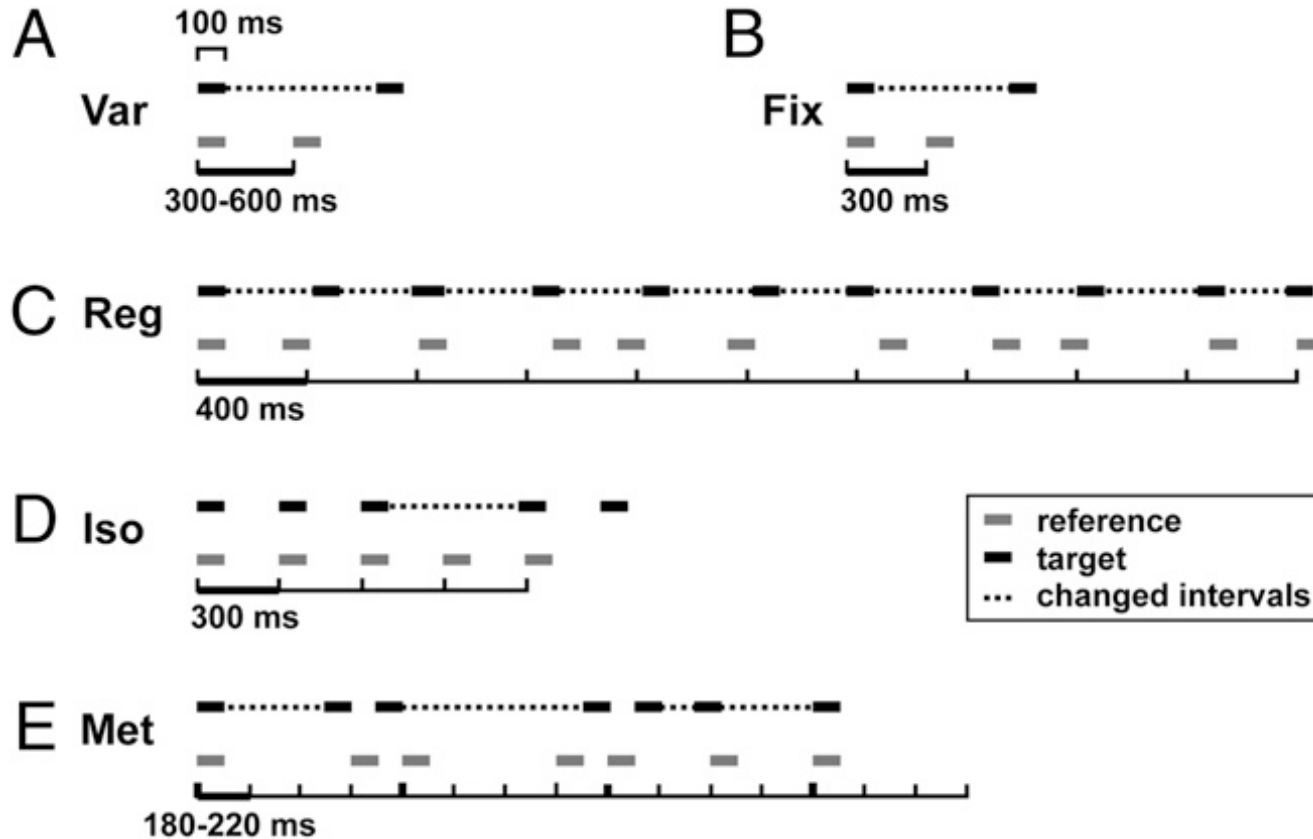 A
100 ms
Var
300-600 ms
B
Fix
300 ms
C
Reg
400 ms
D
Iso
300 ms
reference
target
changed intervals
E
Met
180-220 ms